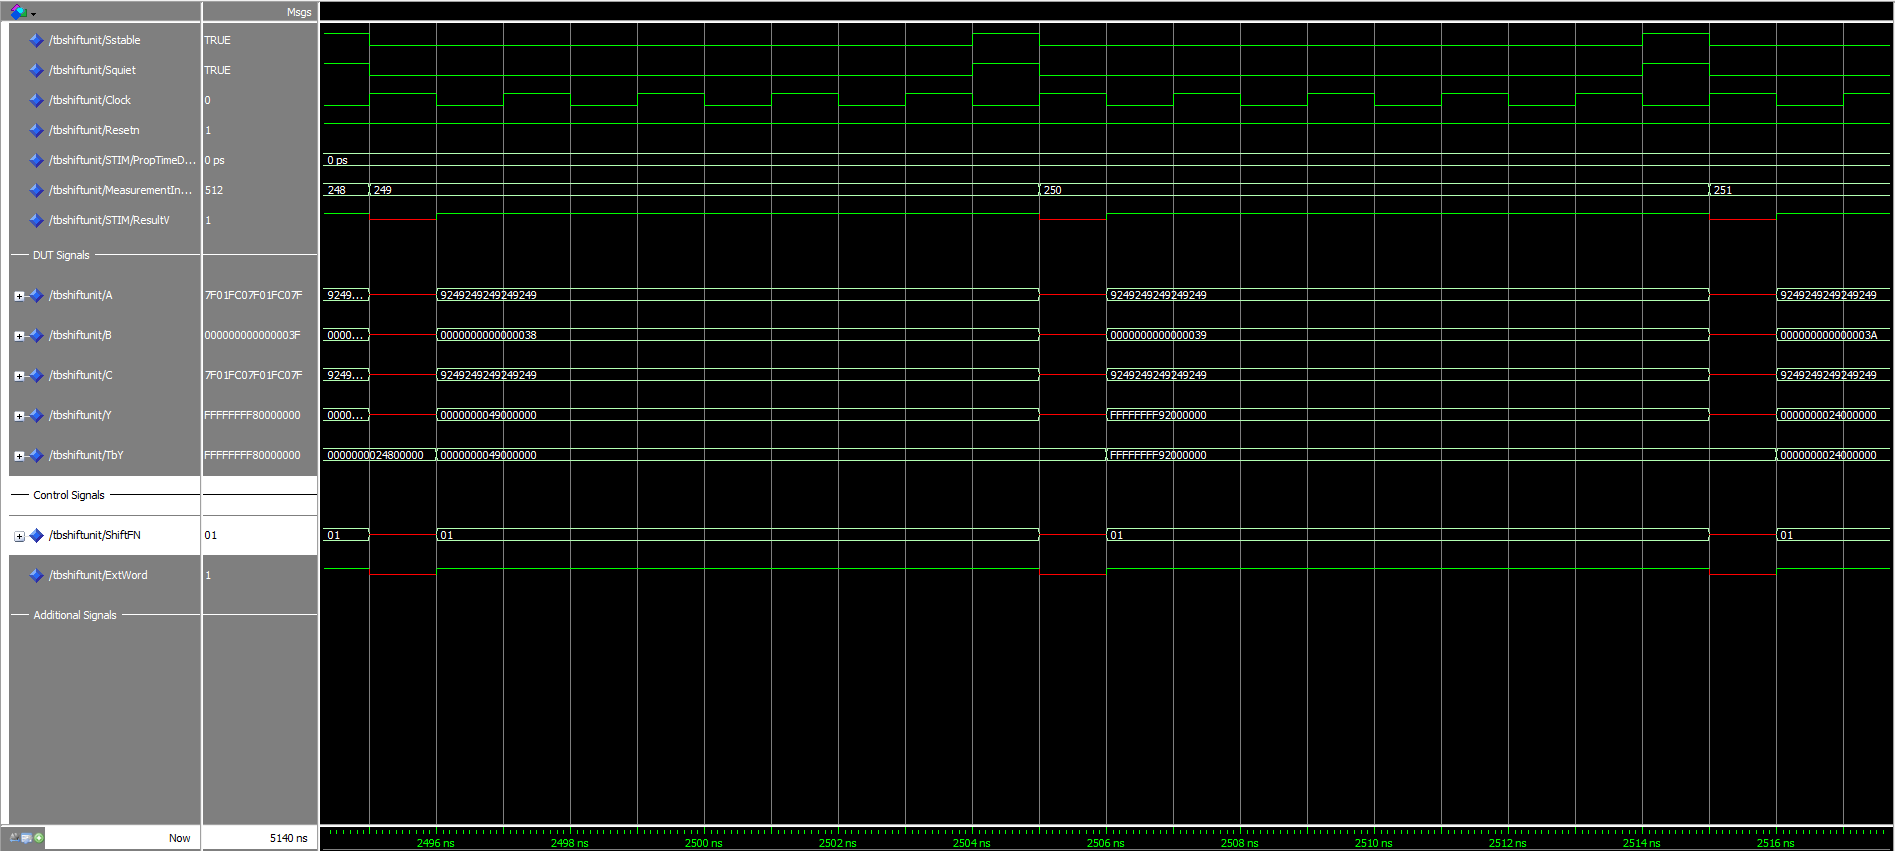 Msgs
/tbshiftunit/Sstable TRUE
/tbshiftunit/Squiet TRUE
/tbshiftunit/Clock 0
/tbshiftunit/Resetn 1
/tbshiftunit/STIM/PropTimeD... 0 ps 0 ps
/tbshiftunit/MeasurementIn... 512 248 249 250 251
/tbshiftunit/STIM/ResultV 1
DUT Signals
/tbshiftunit/A 7F01FC07F01FC07F 9249... 9249249249249249 9249249249249249 9249249249249249
/tbshiftunit/B 000000000000003F 0000... 0000000000000038 0000000000000039 000000000000003A
/tbshiftunit/C 7F01FC07F01FC07F 9249... 9249249249249249 9249249249249249 9249249249249249
/tbshiftunit/Y FFFFFFFF80000000 0000... 0000000049000000 FFFFFFFF92000000 0000000024000000
/tbshiftunit/TbY FFFFFFFF80000000 0000000024800000 0000000049000000 FFFFFFFF92000000 0000000024000000
Control Signals
/tbshiftunit/ShiftFN 01 01 01 01 01
/tbshiftunit/ExtWord 1
Additional Signals
Now 5140 ns 2496 ns 2498 ns 2500 ns 2502 ns 2504 ns 2506 ns 2508 ns 2510 ns 2512 ns 2514 ns 2516 ns